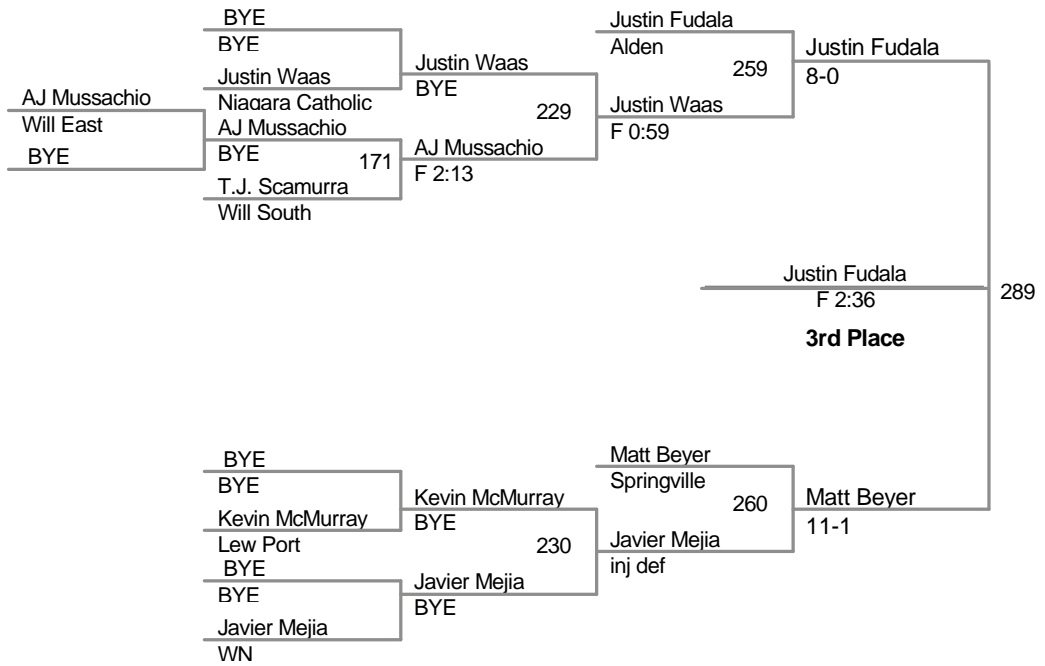 BYE
BYE
Justin Waas
Niagara Catholic
AJ Mussachio
Will East
BYE
AJ Mussachio
BYE
171
T.J. Scamurra
Will South
Justin Waas
BYE
229
AJ Mussachio
F 2:13
Justin Fudala
Alden
259
Justin Waas
F 0:59
Justin Fudala
8-0
Justin Fudala
F 2:36
289
3rd Place
BYE
BYE
Kevin McMurray
Lew Port
BYE
BYE
Javier Mejia
WN
Kevin McMurray
BYE
230
Javier Mejia
BYE
Matt Beyer
Springville
260
Javier Mejia
inj def
Matt Beyer
11-1